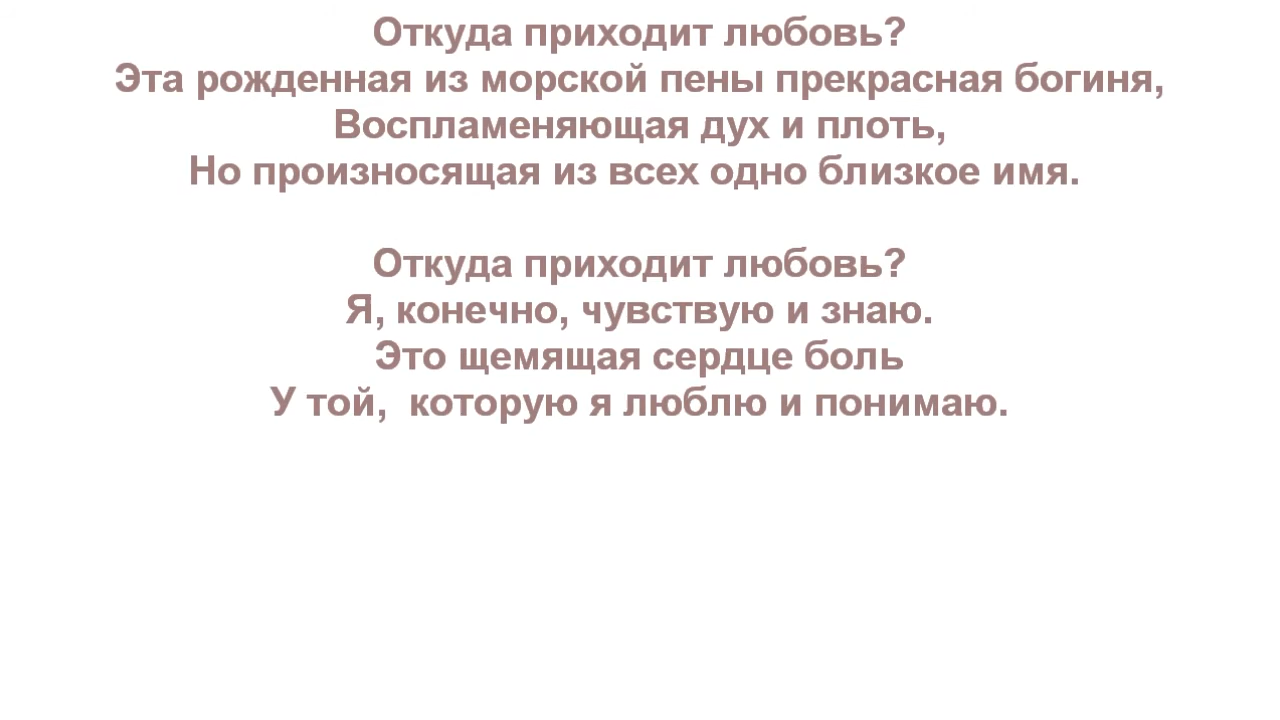 Откуда приходит любовь?
Эта рожденная из морской пены прекрасная богиня,
Воспламеняющая дух и плоть,
Но произносящая из всех одно близкое имя.
Откуда приходит любовь?
Я, конечно, чувствую и знаю.
Это щемящая сердце боль
У той,  которую я люблю и понимаю.